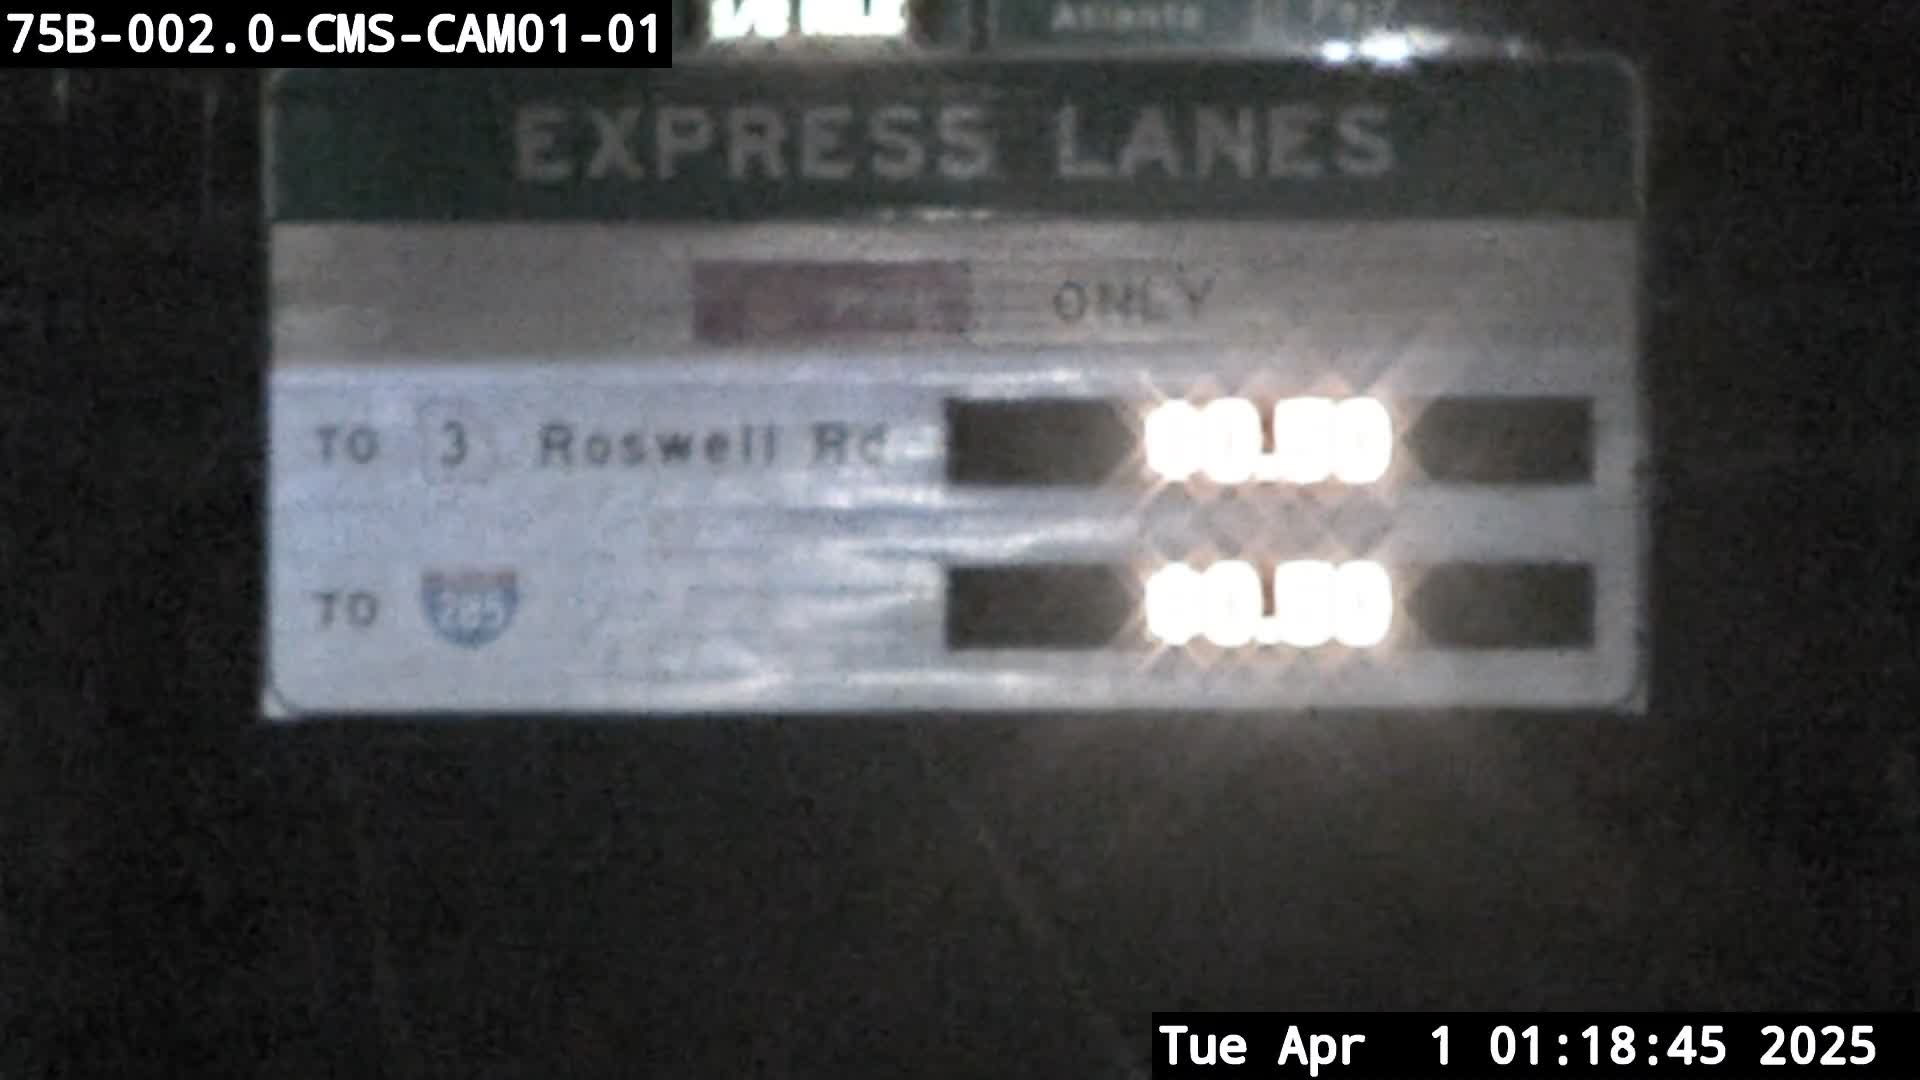 75B-002.0-CMS-CAM01-01
Atlanta
EXPRESS LANES
ONLY
TO 3 Roswell Rd
TO 285
Tue Apr 1 01:18:45 2025